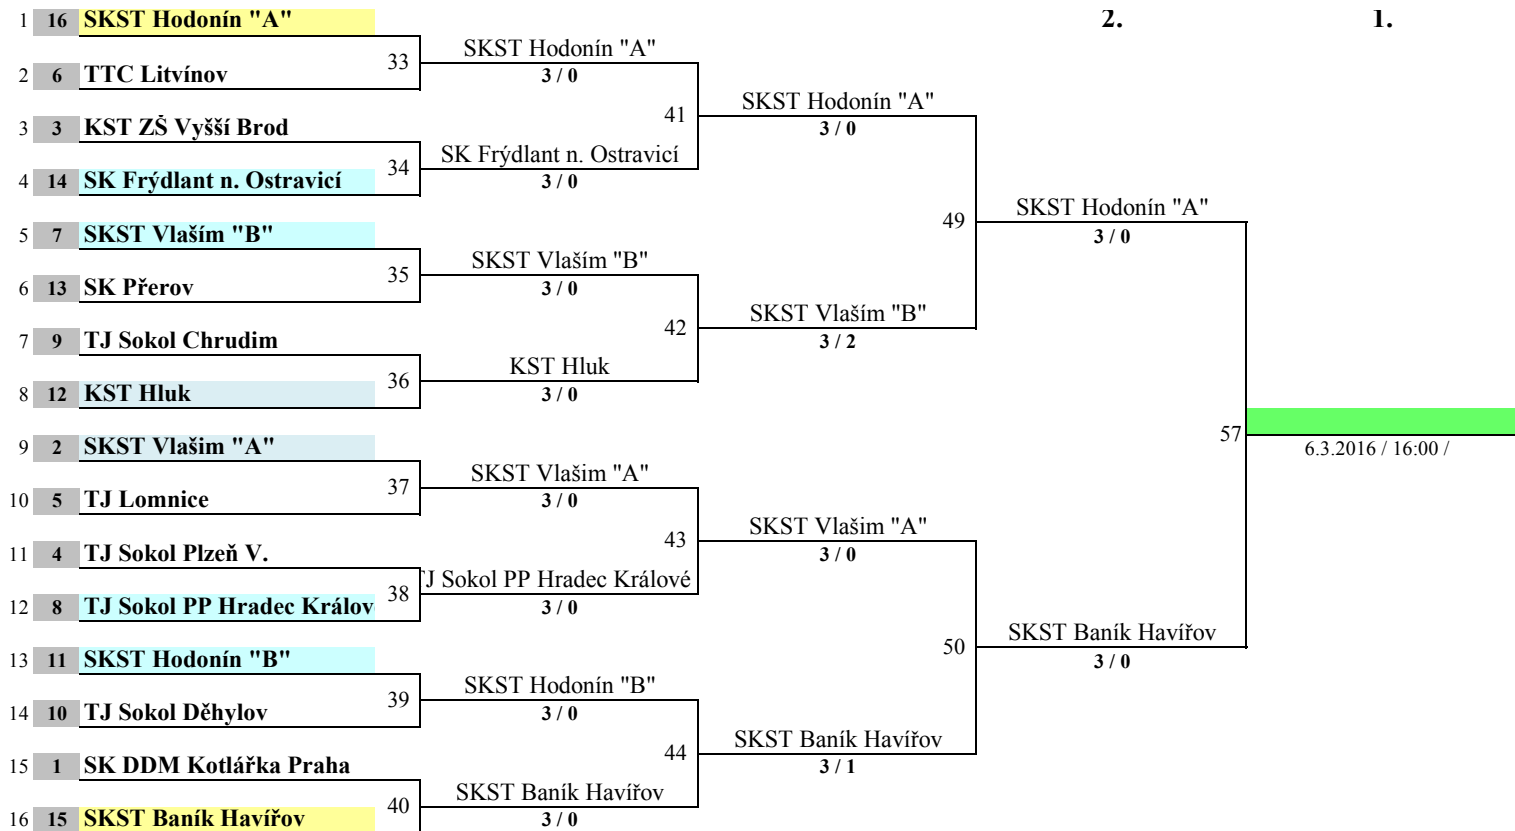 2. 1.
1 16 SKST Hodonín "A"
33 SKST Hodonín "A"
3 / 0
2 6 TTC Litvínov
41 SKST Hodonín "A"
3 / 0
3 3 KST ZŠ Vyšší Brod
34 SK Frýdlant n. Ostravicí
3 / 0
4 14 SK Frýdlant n. Ostravicí
49 SKST Hodonín "A"
3 / 0
5 7 SKST Vlaším "B"
35 SKST Vlaším "B"
3 / 0
6 13 SK Přerov
42 SKST Vlaším "B"
3 / 2
7 9 TJ Sokol Chrudim
36 KST Hluk
3 / 0
8 12 KST Hluk
57
6.3.2016 / 16:00 /
9 2 SKST Vlašim "A"
37 SKST Vlašim "A"
3 / 0
10 5 TJ Lomnice
43 SKST Vlašim "A"
3 / 0
11 4 TJ Sokol Plzeň V.
38 TJ Sokol PP Hradec Králové
3 / 0
12 8 TJ Sokol PP Hradec Králov
50 SKST Baník Havířov
3 / 0
13 11 SKST Hodonín "B"
39 SKST Hodonín "B"
3 / 0
14 10 TJ Sokol Děhylov
44 SKST Baník Havířov
3 / 1
15 1 SK DDM Kotlářka Praha
40 SKST Baník Havířov
3 / 0
16 15 SKST Baník Havířov